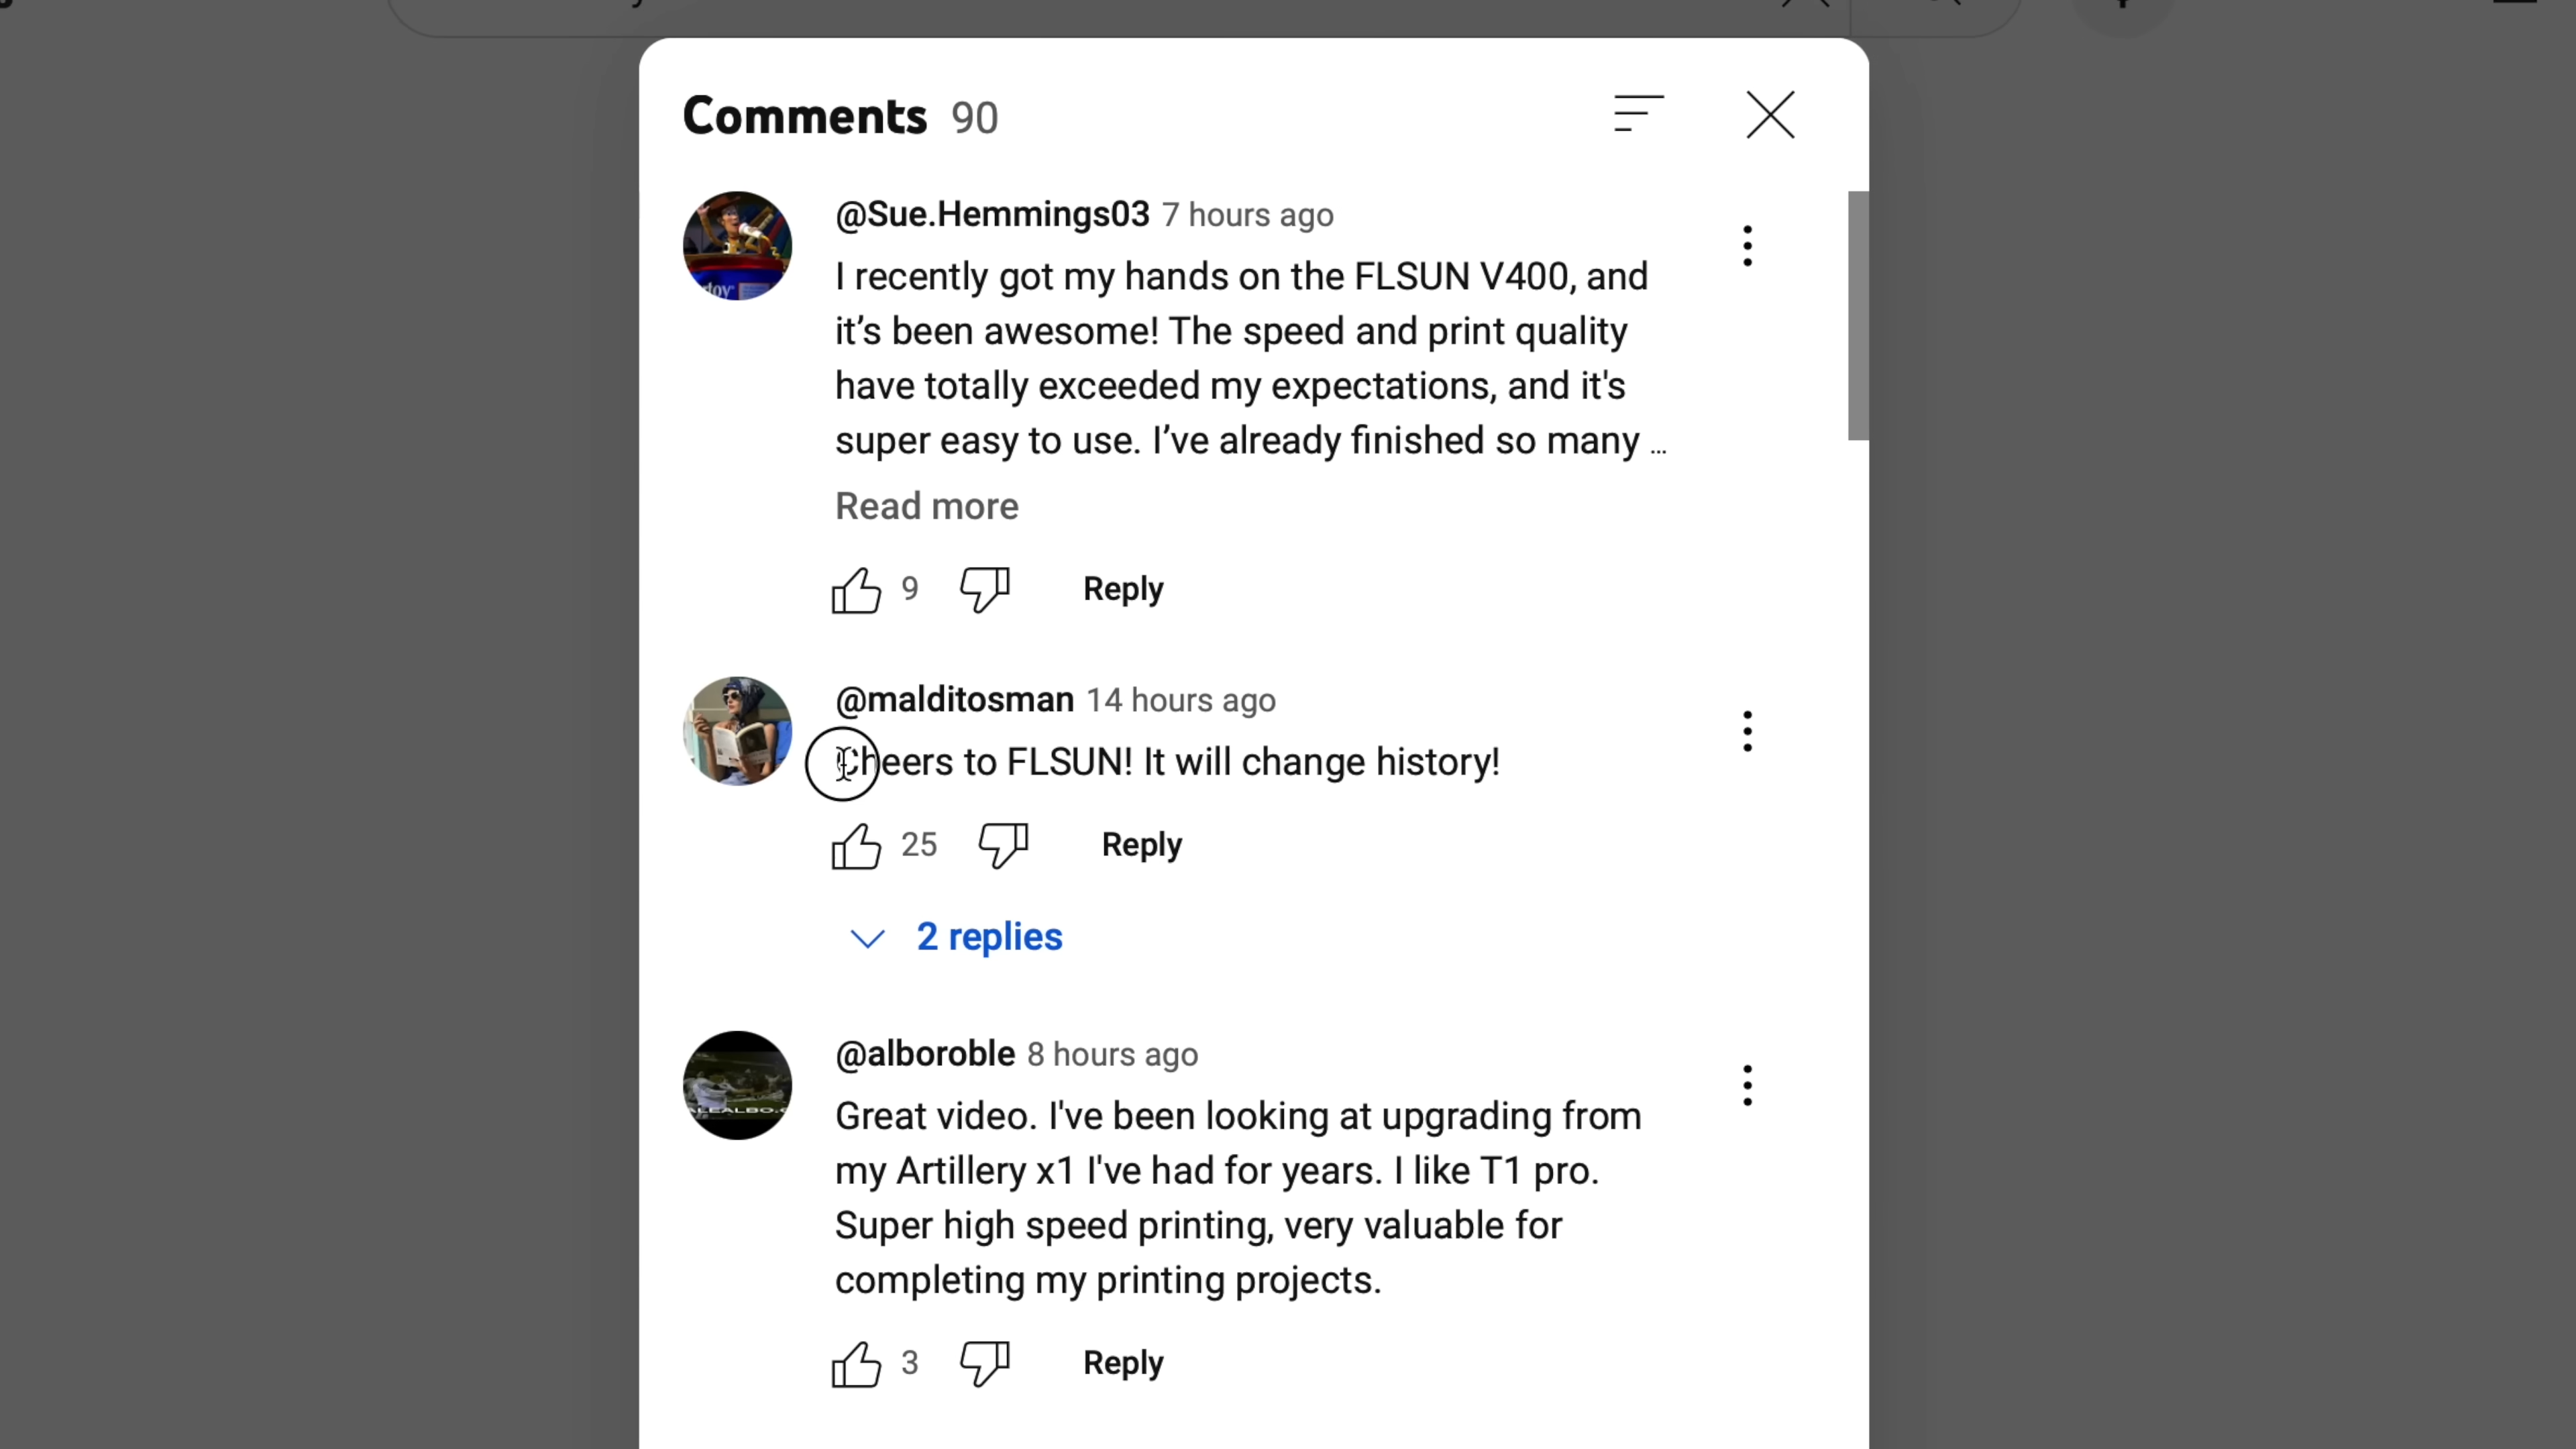 Comments 90
@Sue.Hemmings03 7 hours ago
I recently got my hands on the FLSUN V400, and
it’s been awesome! The speed and print quality
have totally exceeded my expectations, and it's
super easy to use. I’ve already finished so many ...
Read more
9 Reply
@malditosman 14 hours ago
Cheers to FLSUN! It will change history!
25 Reply
2 replies
@alboroble 8 hours ago
Great video. I've been looking at upgrading from
my Artillery x1 I've had for years. I like T1 pro.
Super high speed printing, very valuable for
completing my printing projects.
3 Reply